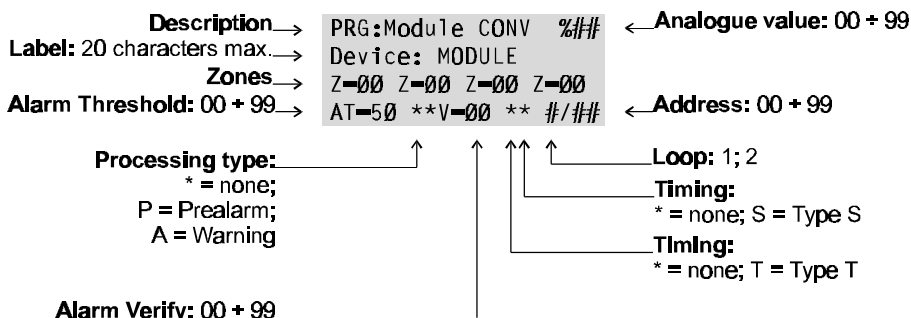 Description
Label: 20 characters max.
Zones
Alarm Threshold: 00 ÷ 99
PRG:Module CONV %##
Device: MODULE
Z=00 Z=00 Z=00 Z=00
AT=50 **V=00 ** #/##
Analogue value: 00 ÷ 99
Address: 00 ÷ 99
Processing type:
* = none;
P = Prealarm;
A = Warning
Alarm Verify: 00 ÷ 99
Loop: 1; 2
Timing:
* = none; S = Type S
Timing:
* = none; T = Type T